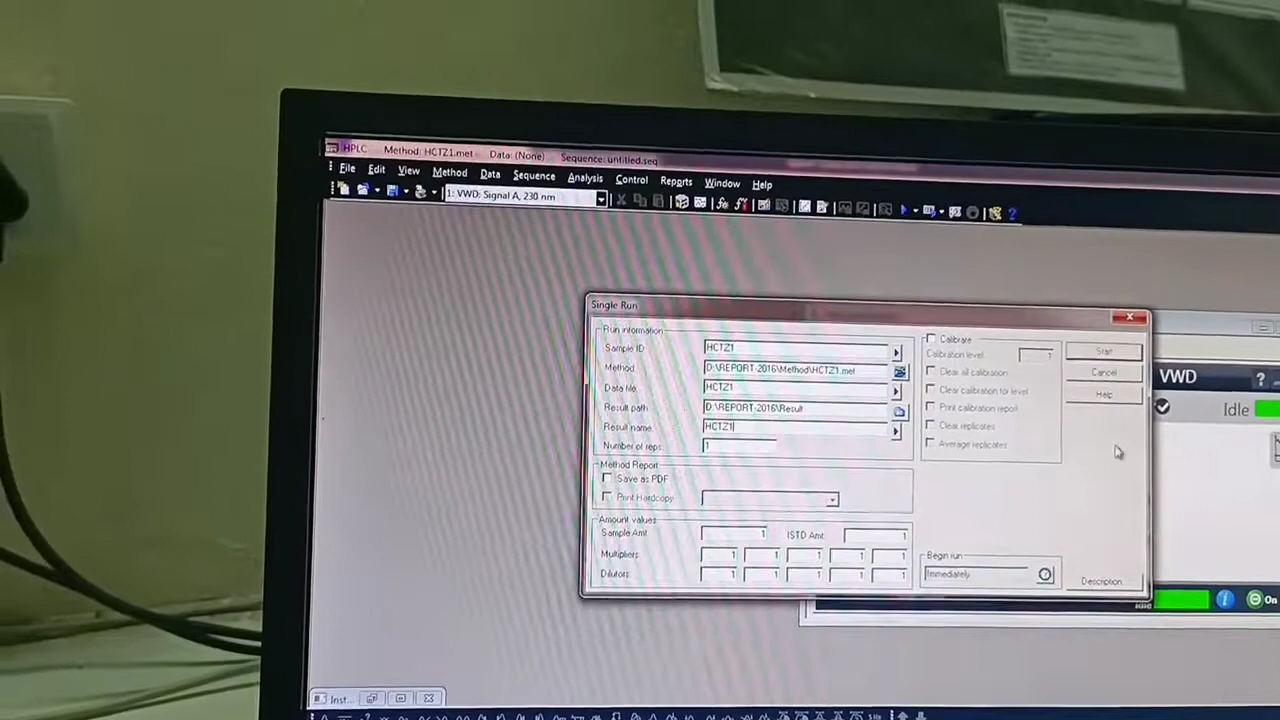 HPLC Method: HCTZ1.met Data: (None) Sequence: untitled.seq
File Edit View Method Data Sequence Analysis Control Reports Window Help
1: VWD: Signal A, 230 nm
Single Run
Run information
Sample ID: HCTZ1
Method: D:\REPORT-2016\Method\HCTZ1.met
Data file: HCTZ1
Result path: D:\REPORT-2016\Result
Result name: HCTZ1
Number of reps: 1
Method Report
Save as PDF
Print Hardcopy
Amount values
Sample Amt: 1 ISTD Amt: 1
Multipliers: 1 1 1 1 1
Dilutors: 1 1 1 1 1
Calibrate
Calibration level: 1
Clear all calibration
Clear calibration for level
Print calibration report
Clear replicates
Average replicates
Begin run
Immediately
Start
Cancel
Help
Description...
VWD
Idle
Idle
On
Inst...